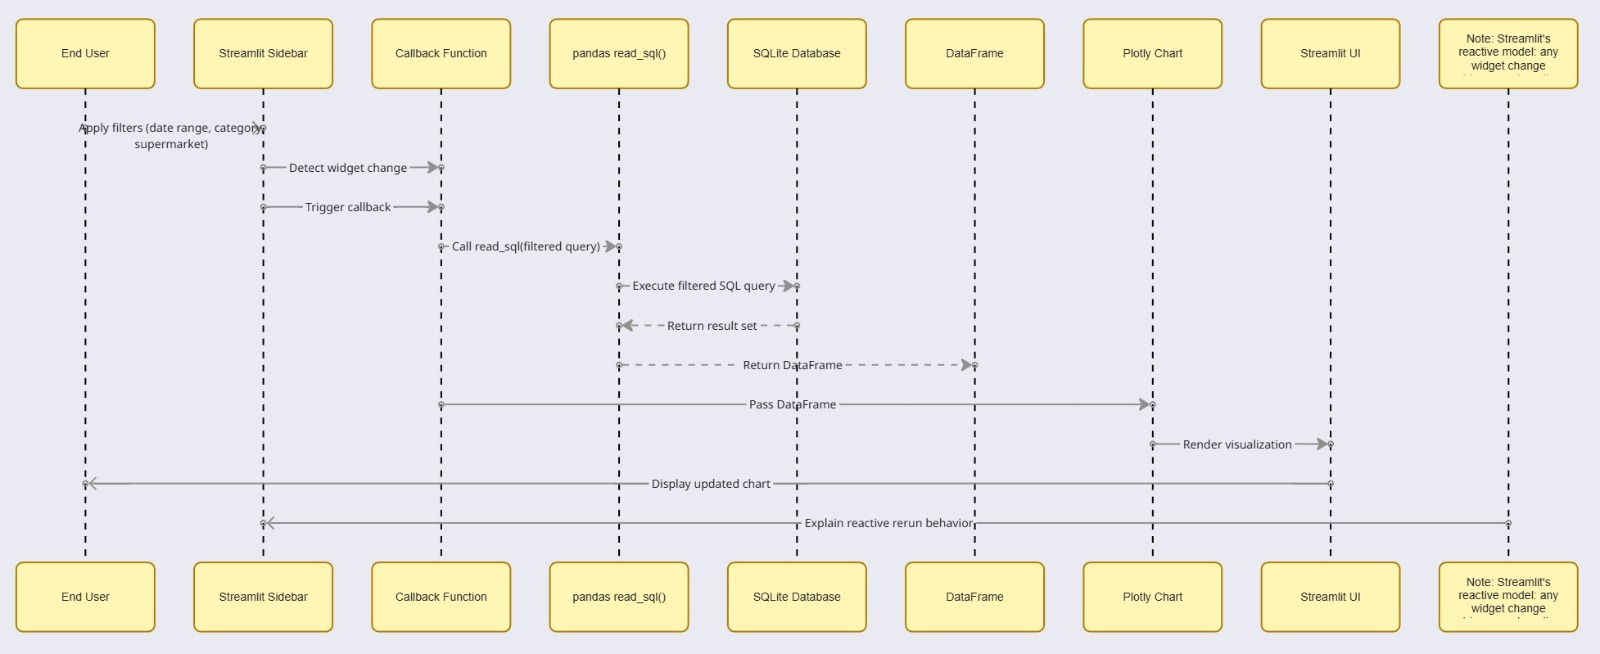 End User
Streamlit Sidebar
Callback Function
pandas read_sql()
SQLite Database
DataFrame
Plotly Chart
Streamlit UI
Note: Streamlit's
reactive model: any
widget change
Apply filters (date range, category,
supermarket)
Detect widget change
Trigger callback
Call read_sql(filtered query)
Execute filtered SQL query
Return result set
Return DataFrame
Pass DataFrame
Render visualization
Display updated chart
Explain reactive rerun behavior
End User
Streamlit Sidebar
Callback Function
pandas read_sql()
SQLite Database
DataFrame
Plotly Chart
Streamlit UI
Note: Streamlit's
reactive model: any
widget change